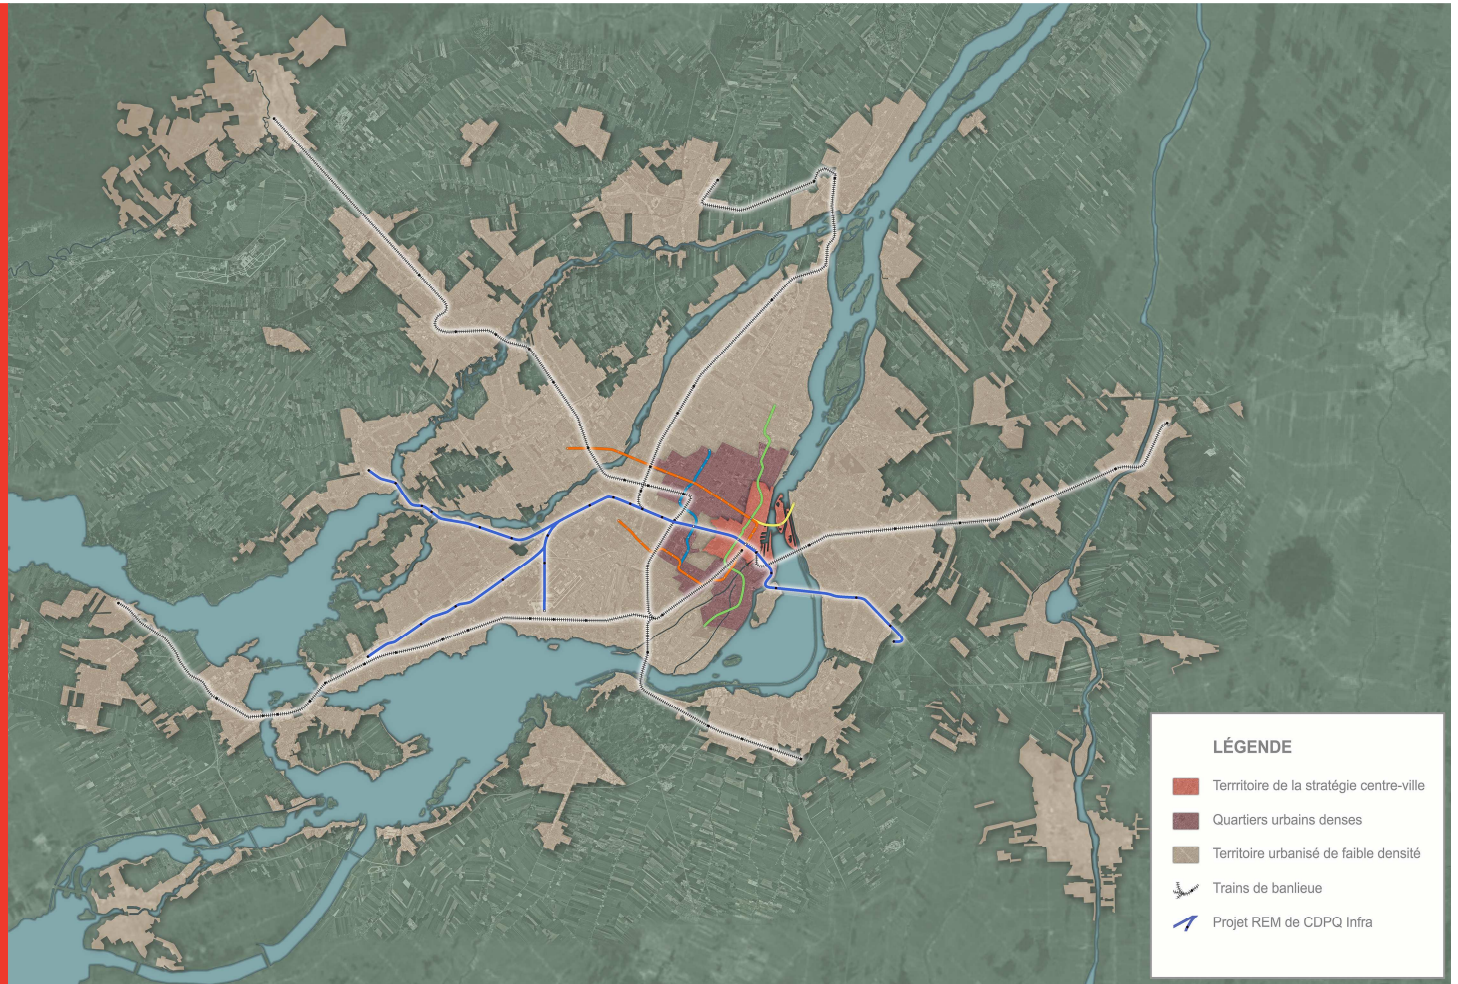 LÉGENDE
Terrritoire de la stratégie centre-ville
Quartiers urbains denses
Territoire urbanisé de faible densité
Trains de banlieue
Projet REM de CDPQ Infra